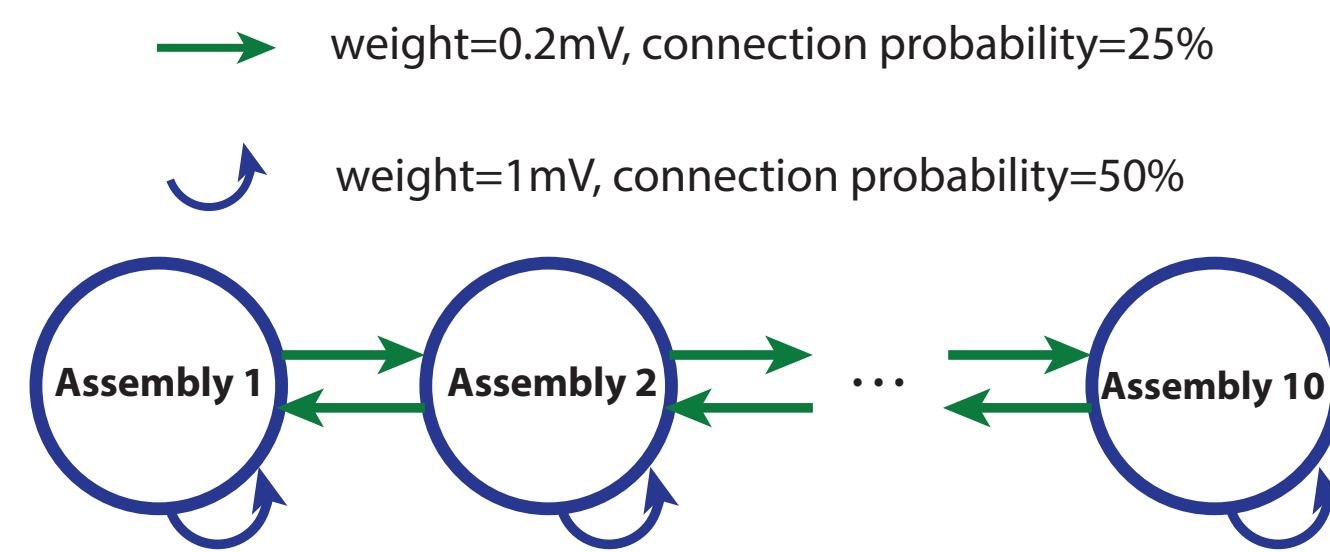 weight=0.2mV, connection probability=25%
weight=1mV, connection probability=50%
Assembly 1 Assembly 2 ... Assembly 10